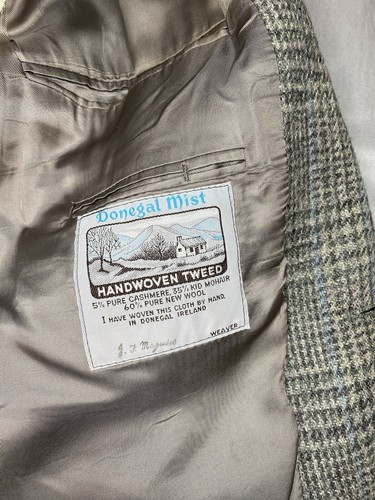 Donegal Mist
HANDWOVEN TWEED
5% PURE CASHMERE, 35% KID MOHAIR
60% PURE NEW WOOL
I HAVE WOVEN THIS CLOTH BY HAND
IN DONEGAL IRELAND
WEAVER
J. F.